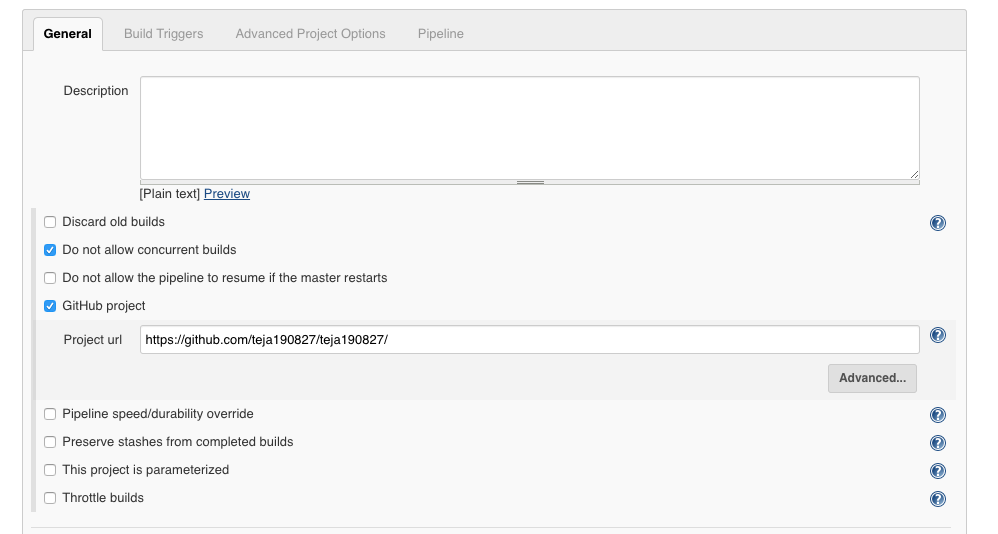 General Build Triggers Advanced Project Options Pipeline
Description
[Plain text] Preview
Discard old builds
Do not allow concurrent builds
Do not allow the pipeline to resume if the master restarts
GitHub project
Project url https://github.com/teja190827/teja190827/
Advanced...
Pipeline speed/durability override
Preserve stashes from completed builds
This project is parameterized
Throttle builds